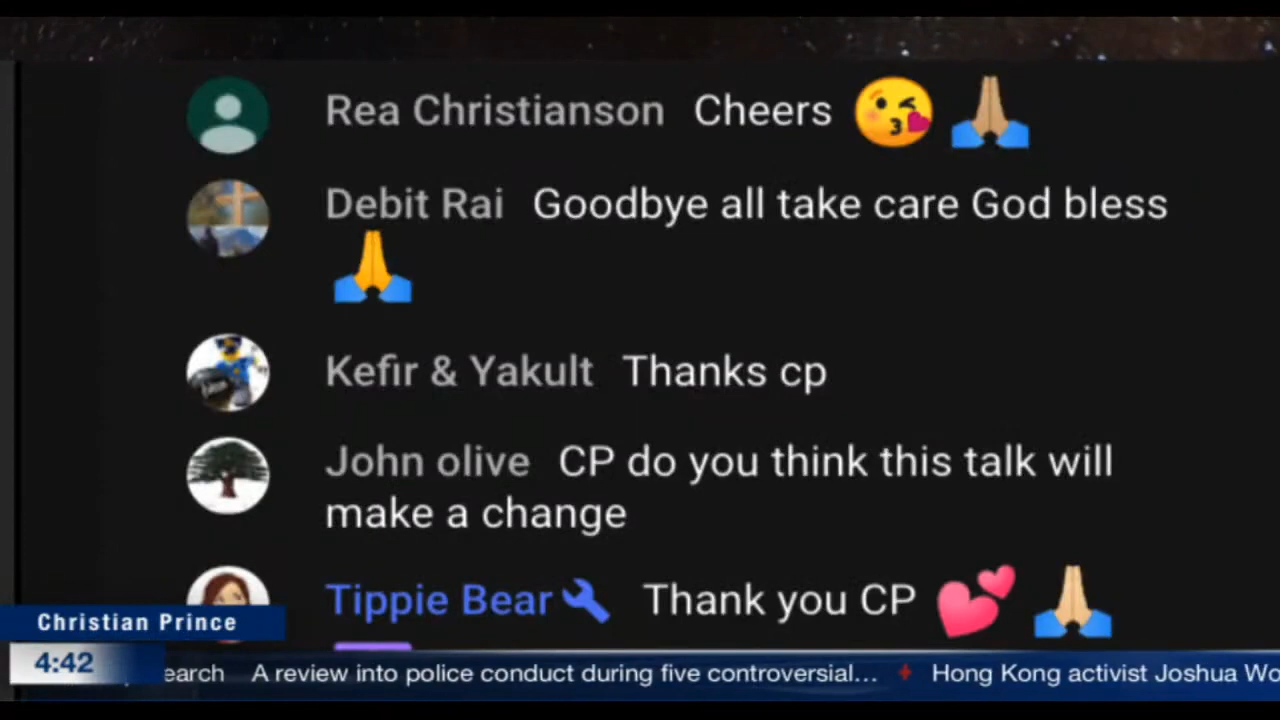 Rea Christianson Cheers 😘 🙏🏼
Debit Rai Goodbye all take care God bless
🙏
Kefir & Yakult Thanks cp
John olive CP do you think this talk will
make a change
Tippie Bear Thank you CP 💕 🙏🏼
Christian Prince
4:42
earch A review into police conduct during five controversial... Hong Kong activist Joshua Wo